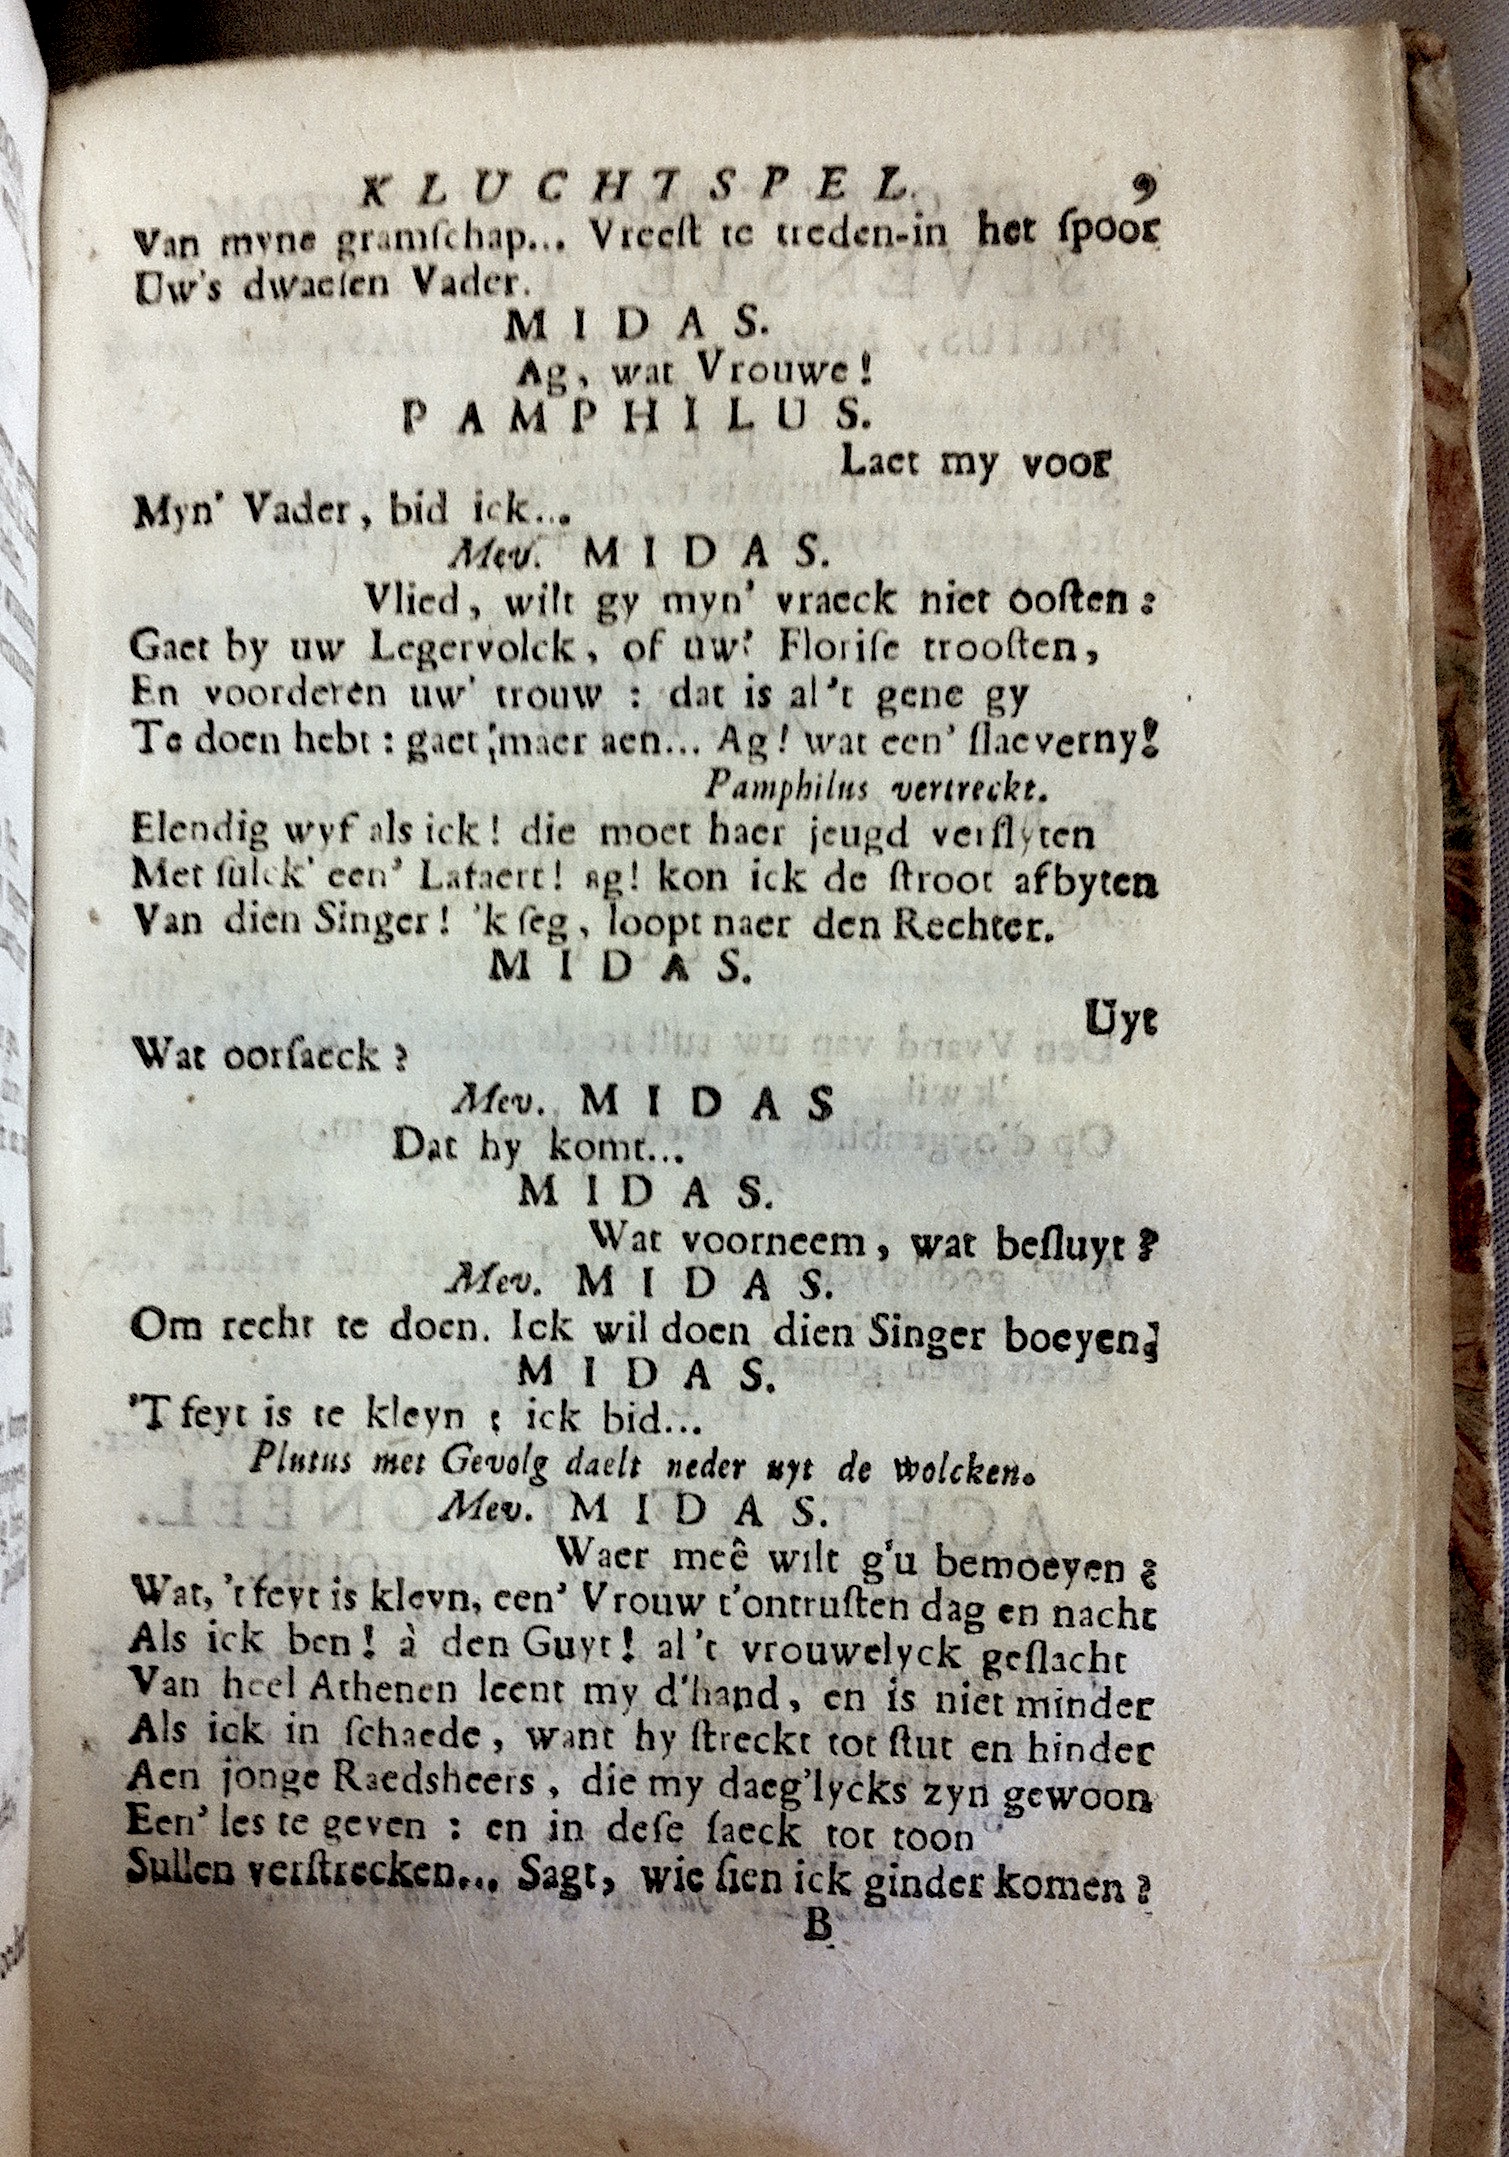 KLUCHTSPEL. 9
Van myne gramſchap... Vreeſt te treden-in het ſpoor
Uw's dwaeſen Vader.
MIDAS.
Ag, wat Vrouwe!
PAMPHILUS.
Laet my voor
Myn' Vader, bid ick...
Mev. MIDAS.
Vlied, wilt gy myn' vraeck niet ooſten:
Gaet by uw Legervolck, of uw' Floriſe trooſten,
En voorderen uw' trouw : dat is al 't gene gy
Te doen hebt : gaet maer aen... Ag! wat een' ſlaeverny!
Pamphilus vertreckt.
Elendig wyf als ick! die moet haer jeugd verſlyten
Met ſulck' een' Lafaert! ag! kon ick de ſtroot afbyten
Van dien Singer! 'k ſeg, loopt naer den Rechter.
MIDAS.
Uyt
Wat oorſaeck?
Mev. MIDAS
Dat hy komt...
MIDAS.
Wat voorneem, wat beſluyt?
Mev. MIDAS.
Om recht te doen. Ick wil doen dien Singer boeyen;
MIDAS.
'T feyt is te kleyn ; ick bid...
Plutus met Gevolg daelt neder uyt de wolcken.
Mev. MIDAS.
Waer meê wilt g'u bemoeyen?
Wat, 't feyt is kleyn, een' Vrouw t'ontruſten dag en nacht
Als ick ben! à den Guyt! al 't vrouwelyck geſlacht
Van heel Athenen leent my d'hand, en is niet minder
Als ick in ſchaede, want hy ſtreckt tot ſtut en hinder
Aen jonge Raedsheers, die my daeg'lycks zyn gewoon
Een' les te geven : en in deſe ſaeck tot toon
Sullen verſtrecken... Sagt, wie ſien ick ginder komen?
B